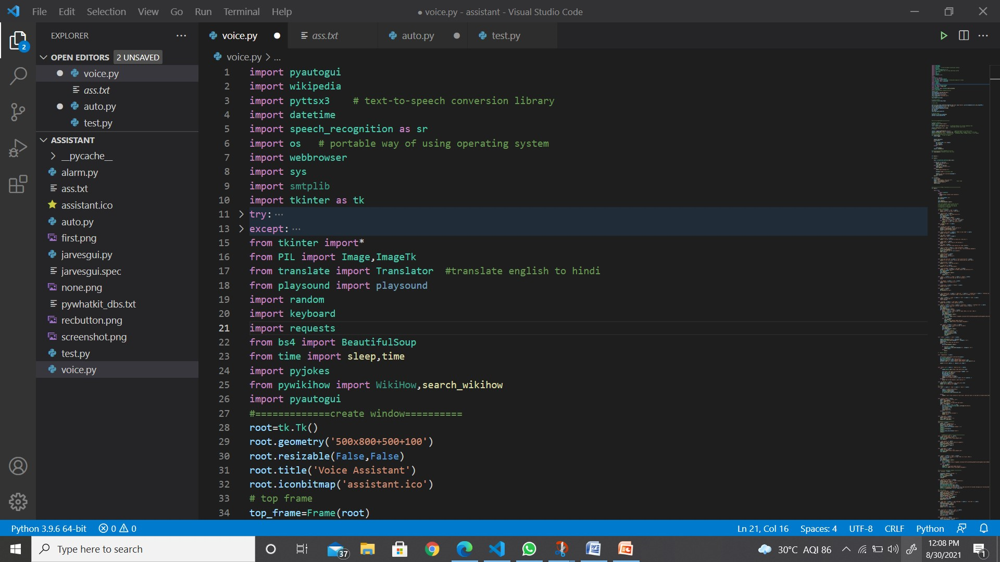 File Edit Selection View Go Run Terminal Help
● voice.py - assistant - Visual Studio Code
EXPLORER
OPEN EDITORS 2 UNSAVED
voice.py
ass.txt
auto.py
test.py
ASSISTANT
__pycache__
alarm.py
ass.txt
assistant.ico
auto.py
first.png
jarvesgui.py
jarvesgui.spec
none.png
pywhatkit_dbs.txt
recbutton.png
screenshot.png
test.py
voice.py
voice.py ass.txt auto.py test.py
voice.py > ...
1 import pyautogui
2 import wikipedia
3 import pyttsx3    # text-to-speech conversion library
4 import datetime
5 import speech_recognition as sr
6 import os   # portable way of using operating system
7 import webbrowser
8 import sys
9 import smtplib
10 import tkinter as tk
11 try: ···
13 except: ···
15 from tkinter import*
16 from PIL import Image,ImageTk
17 from translate import Translator  #translate english to hindi
18 from playsound import playsound
19 import random
20 import keyboard
21 import requests
22 from bs4 import BeautifulSoup
23 from time import sleep,time
24 import pyjokes
25 from pywikihow import WikiHow,search_wikihow
26 import pyautogui
27 #=============create window==========
28 root=tk.Tk()
29 root.geometry('500x800+500+100')
30 root.resizable(False,False)
31 root.title('Voice Assistant')
32 root.iconbitmap('assistant.ico')
33 # top frame
34 top_frame=Frame(root)
2
Python 3.9.6 64-bit 0 0 Ln 21, Col 16 Spaces: 4 UTF-8 CRLF Python
Type here to search 37 30°C AQI 86 12:08 PM
8/30/2021 1